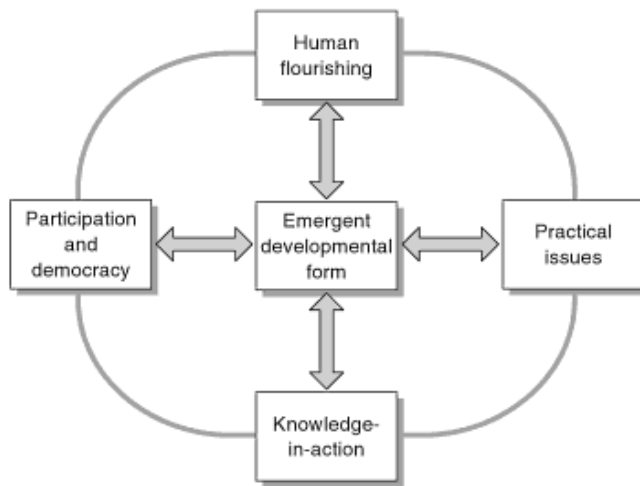 Human
flourishing
Participation
and
democracy
Emergent
developmental
form
Practical
issues
Knowledge-
in-action